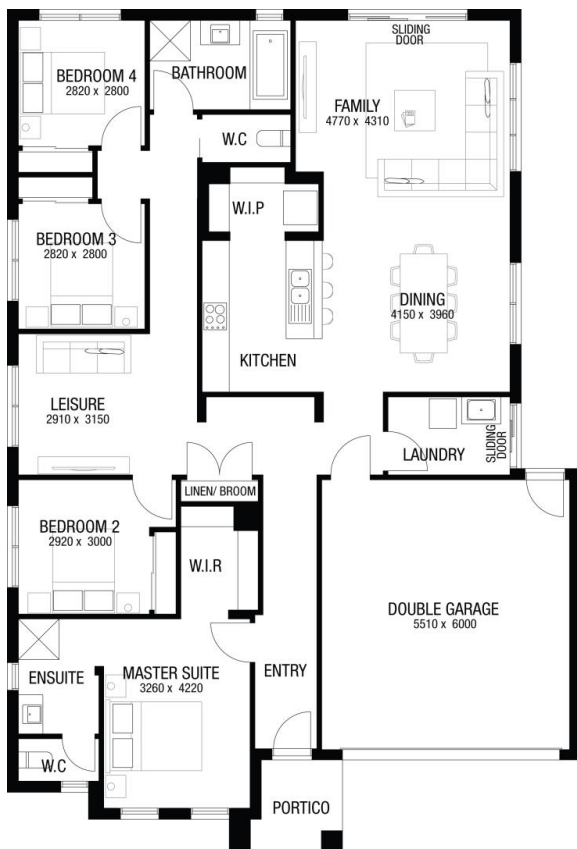 SLIDING
DOOR
BEDROOM 4
2820 x 2800
BATHROOM
FAMILY
4770 x 4310
W.C
W.I.P
BEDROOM 3
2820 x 2800
DINING
4150 x 3960
KITCHEN
LEISURE
2910 x 3150
LAUNDRY
SLIDING
DOOR
LINEN/ BROOM
BEDROOM 2
2920 x 3000
W.I.R
DOUBLE GARAGE
5510 x 6000
ENSUITE
MASTER SUITE
3260 x 4220
ENTRY
W.C
PORTICO